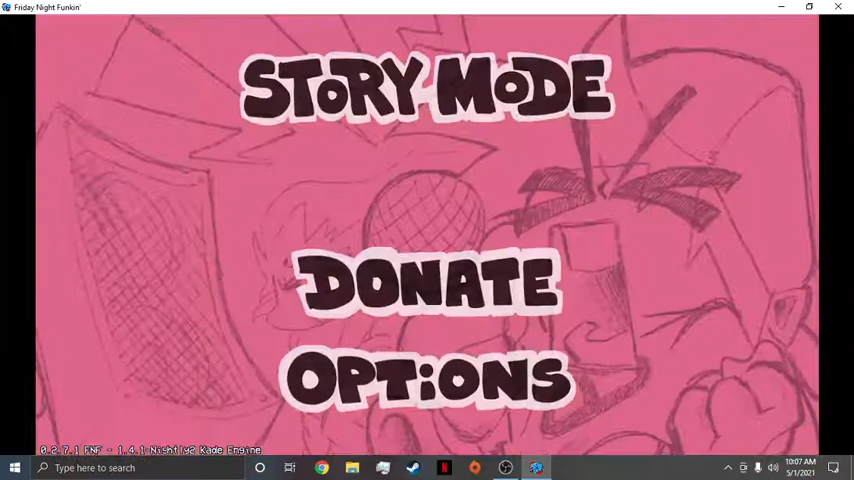 Friday Night Funkin'
STORY MODE
DONATE
OPTiONS
0.2.7.1 FNF - 1.4.1-Nightly2 Kade Engine
Type here to search
10:07 AM
5/1/2021